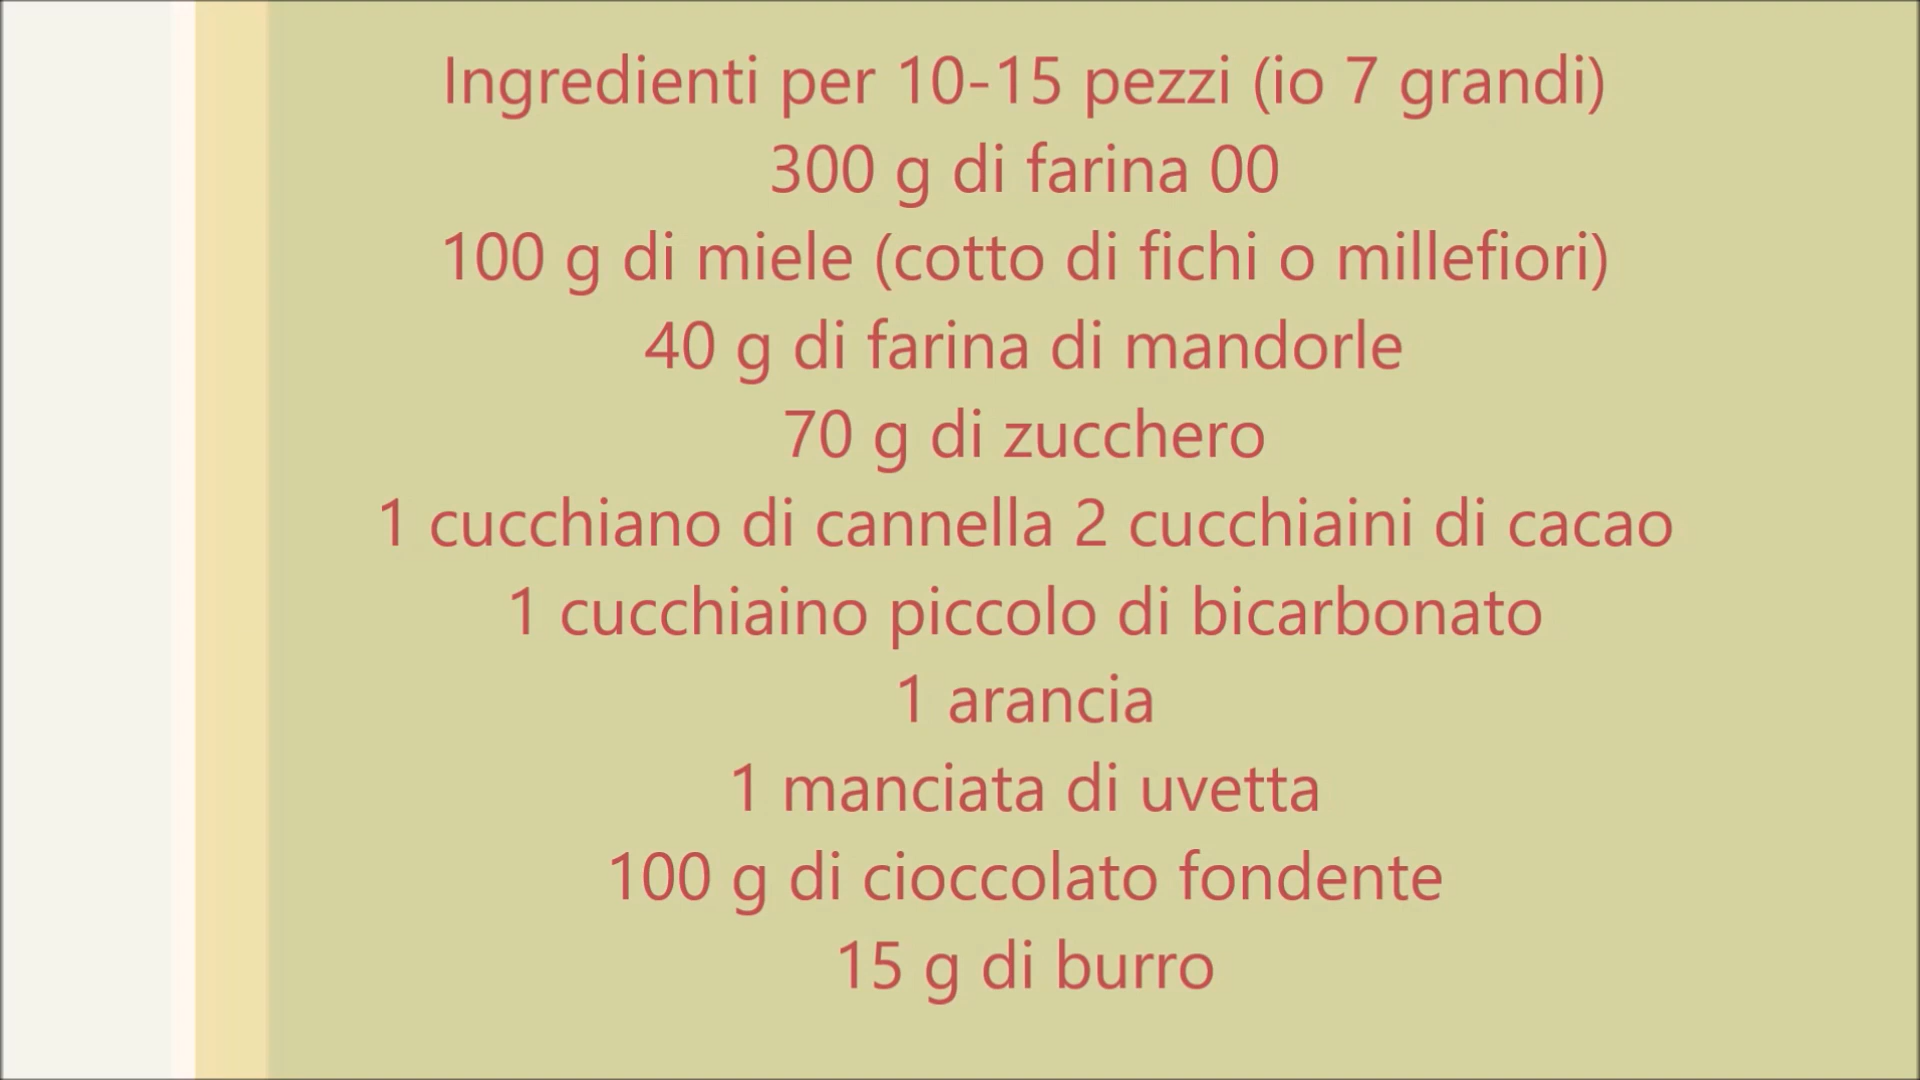 Ingredienti per 10-15 pezzi (io 7 grandi)
300 g di farina 00
100 g di miele (cotto di fichi o millefiori)
40 g di farina di mandorle
70 g di zucchero
1 cucchiano di cannella 2 cucchiaini di cacao
1 cucchiaino piccolo di bicarbonato
1 arancia
1 manciata di uvetta
100 g di cioccolato fondente
15 g di burro